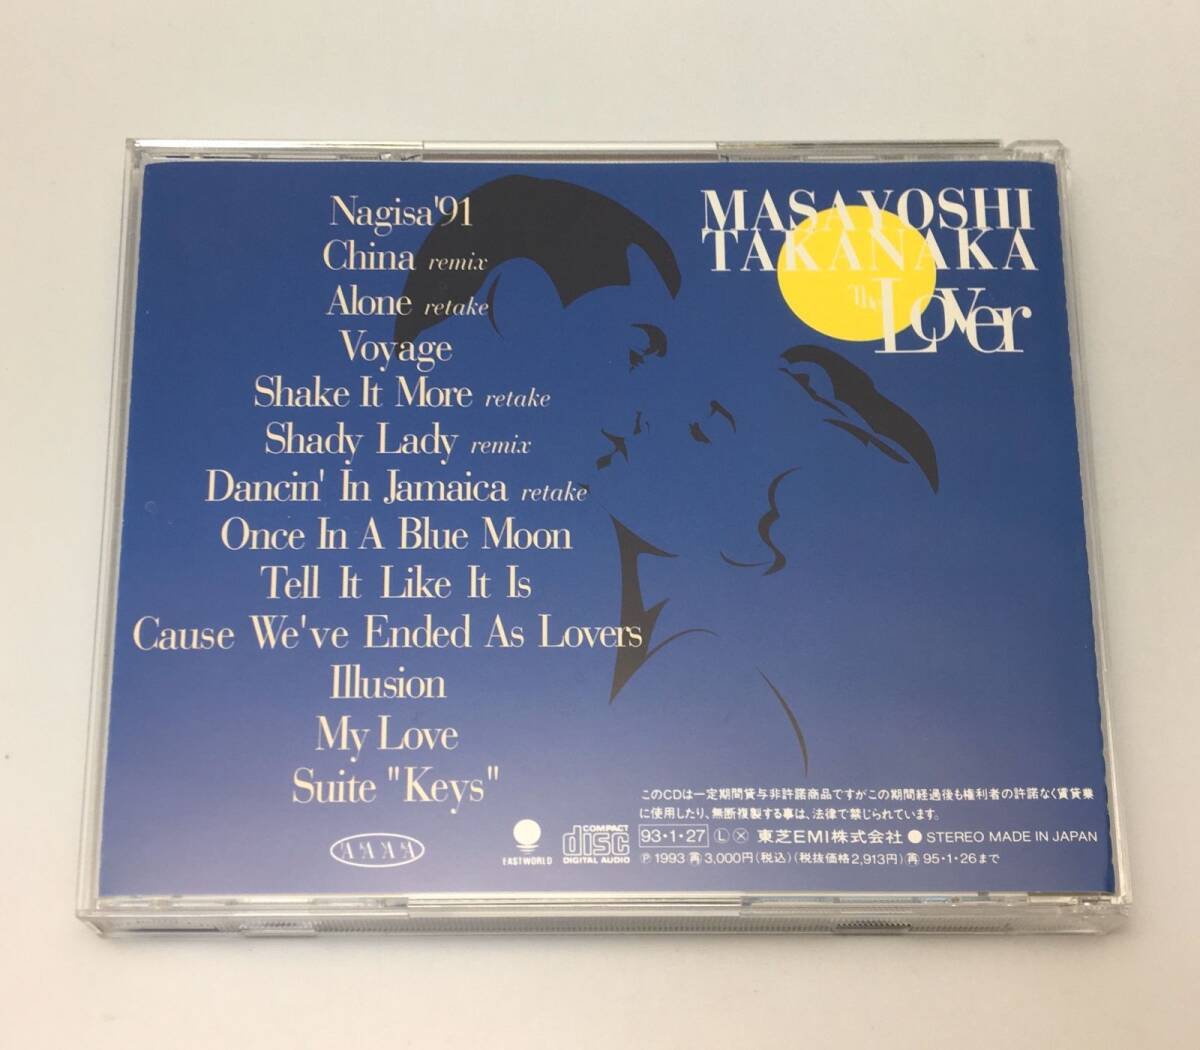 Nagisa'91
China remix
Alone retake
Voyage
Shake It More retake
Shady Lady remix
Dancin' In Jamaica retake
Once In A Blue Moon
Tell It Like It Is
Cause We've Ended As Lovers
Illusion
My Love
Suite "Keys"
MASAYOSHI
TAKANAKA
The Lover
このCDは一定期間貸与非許諾商品ですがこの期間経過後も権利者の許諾なく賃貸業
に使用したり、無断複製する事は、法律で禁じられています。
93・1・27 Ⓛ Ⓧ 東芝EMI株式会社 ● STEREO MADE IN JAPAN
Ⓟ 1993 ㊢ 3,000円(税込)(税抜価格2,913円) ㊢ 95・1・26まで
EASTWORLD
COMPACT
disc
DIGITAL AUDIO